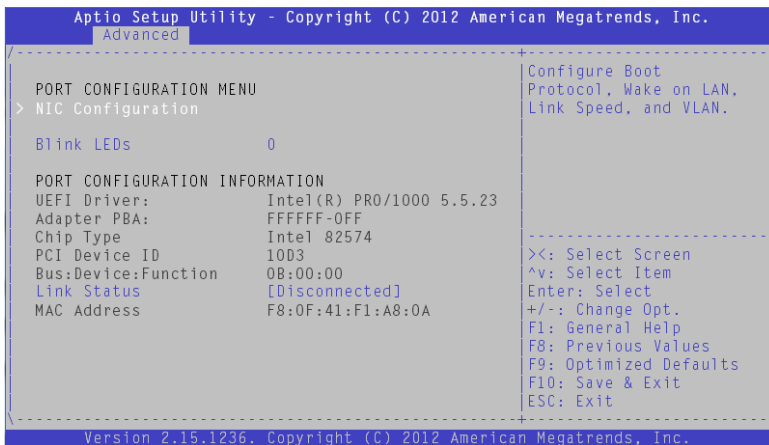 Aptio Setup Utility - Copyright (C) 2012 American Megatrends, Inc.
Advanced
PORT CONFIGURATION MENU
> NIC Configuration
Blink LEDs 0
PORT CONFIGURATION INFORMATION
UEFI Driver: Intel(R) PRO/1000 5.5.23
Adapter PBA: FFFFFF-0FF
Chip Type Intel 82574
PCI Device ID 10D3
Bus:Device:Function 0B:00:00
Link Status [Disconnected]
MAC Address F8:0F:41:F1:A8:0A
Configure Boot
Protocol, Wake on LAN,
Link Speed, and VLAN.
><: Select Screen
^v: Select Item
Enter: Select
+/-: Change Opt.
F1: General Help
F8: Previous Values
F9: Optimized Defaults
F10: Save & Exit
ESC: Exit
Version 2.15.1236. Copyright (C) 2012 American Megatrends, Inc.